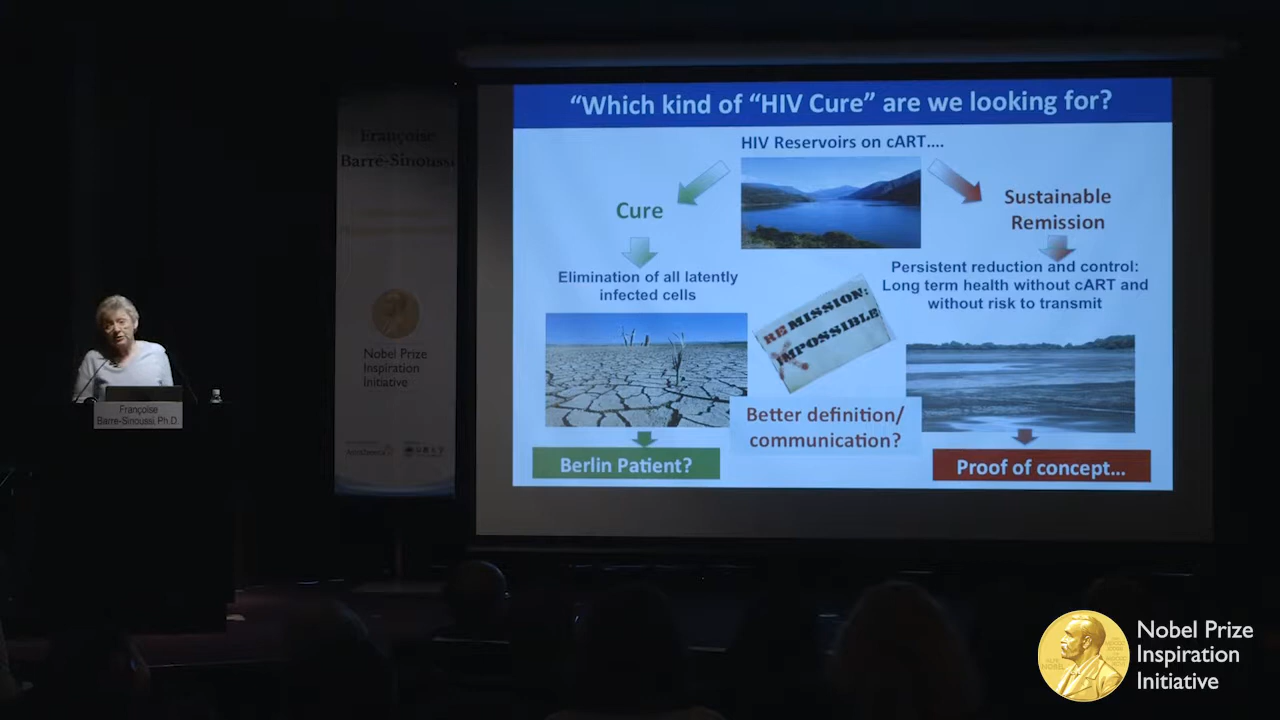 “Which kind of “HIV Cure” are we looking for?
HIV Reservoirs on cART....
Cure
Sustainable
Remission
Elimination of all latently
infected cells
Persistent reduction and control:
Long term health without cART and
without risk to transmit
REMISSION:
IMPOSSIBLE
Better definition/
communication?
Berlin Patient?
Proof of concept...
Françoise
Barré-Sinoussi
Nobel Prize
Inspiration
Initiative
Françoise
Barre-Sinoussi Ph.D
Nobel Prize
Inspiration
Initiative